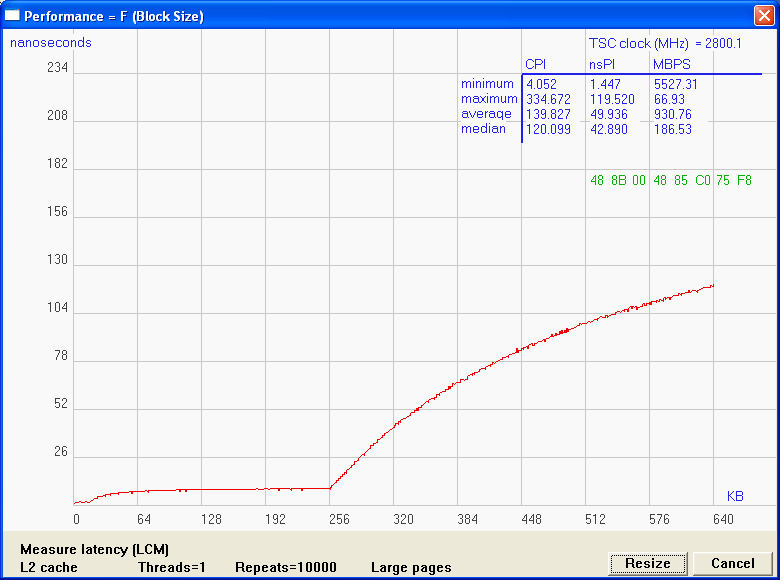 Performance = F (Block Size)
nanoseconds
TSC clock (MHz) = 2800.1
CPI nsPI MBPS
minimum 4.052 1.447 5527.31
maximum 334.672 119.520 66.93
average 139.827 49.936 930.76
median 120.099 42.890 186.53
48 8B 00 48 85 C0 75 F8
234
208
182
156
130
104
78
52
26
KB
0 64 128 192 256 320 384 448 512 576 640
Measure latency (LCM)
L2 cache Threads=1 Repeats=10000 Large pages
Resize Cancel